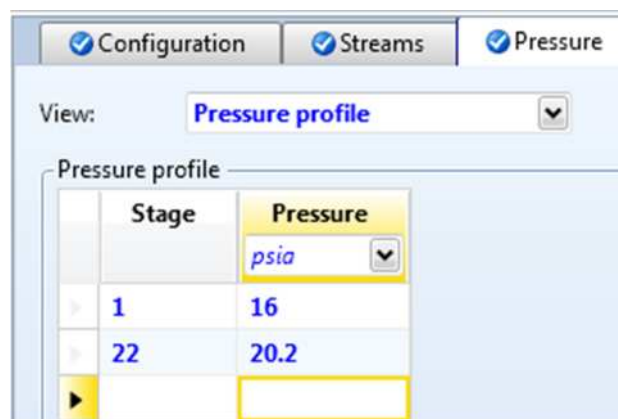 Configuration Streams Pressure
View: Pressure profile
Pressure profile
Stage Pressure
psia
1 16
22 20.2